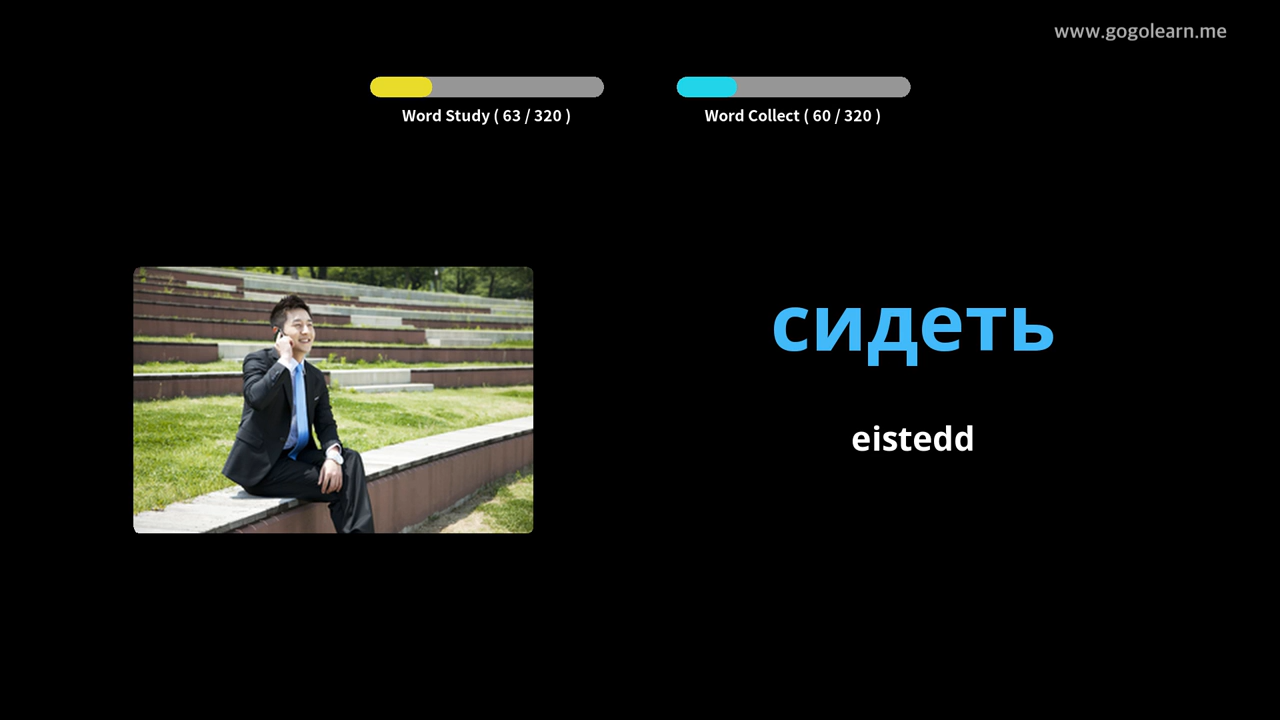 www.gogolearn.me
Word Study ( 63 / 320 )
Word Collect ( 60 / 320 )
сидеть
eistedd